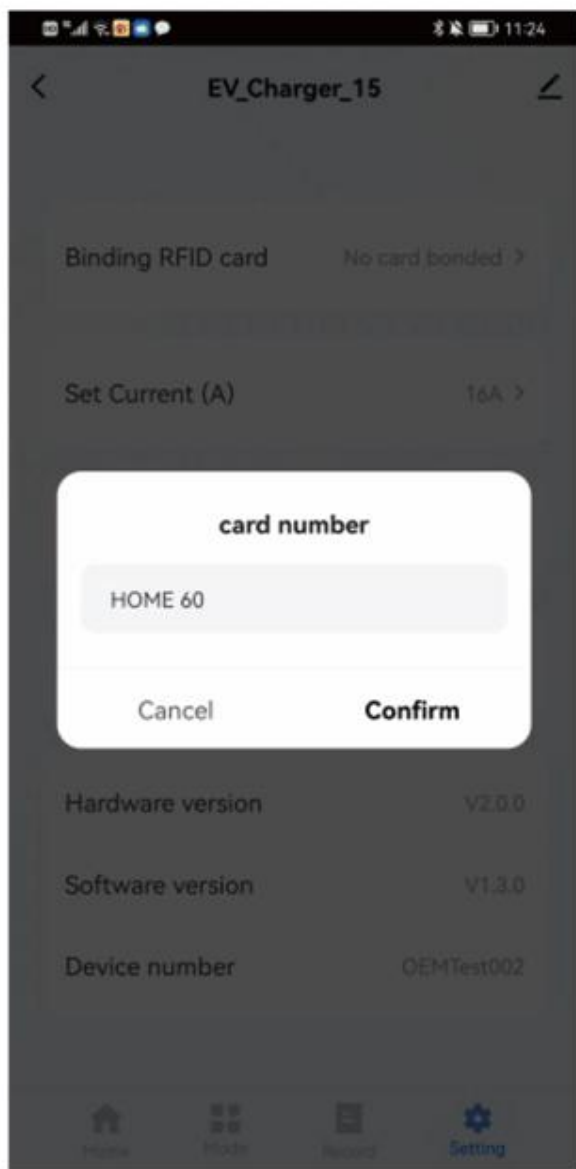 11:24
EV_Charger_15
Binding RFID card No card bonded >
Set Current (A) 16A >
card number
HOME 60
Cancel Confirm
Hardware version V2.0.0
Software version V1.3.0
Device number OEMTest002
Home Mode Record Setting